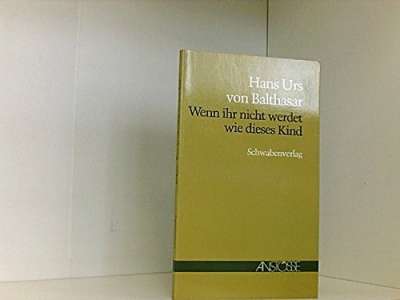 Hans Urs
von Balthasar
Wenn ihr nicht werdet
wie dieses Kind
Schwabenverlag
ANSTÖSSE